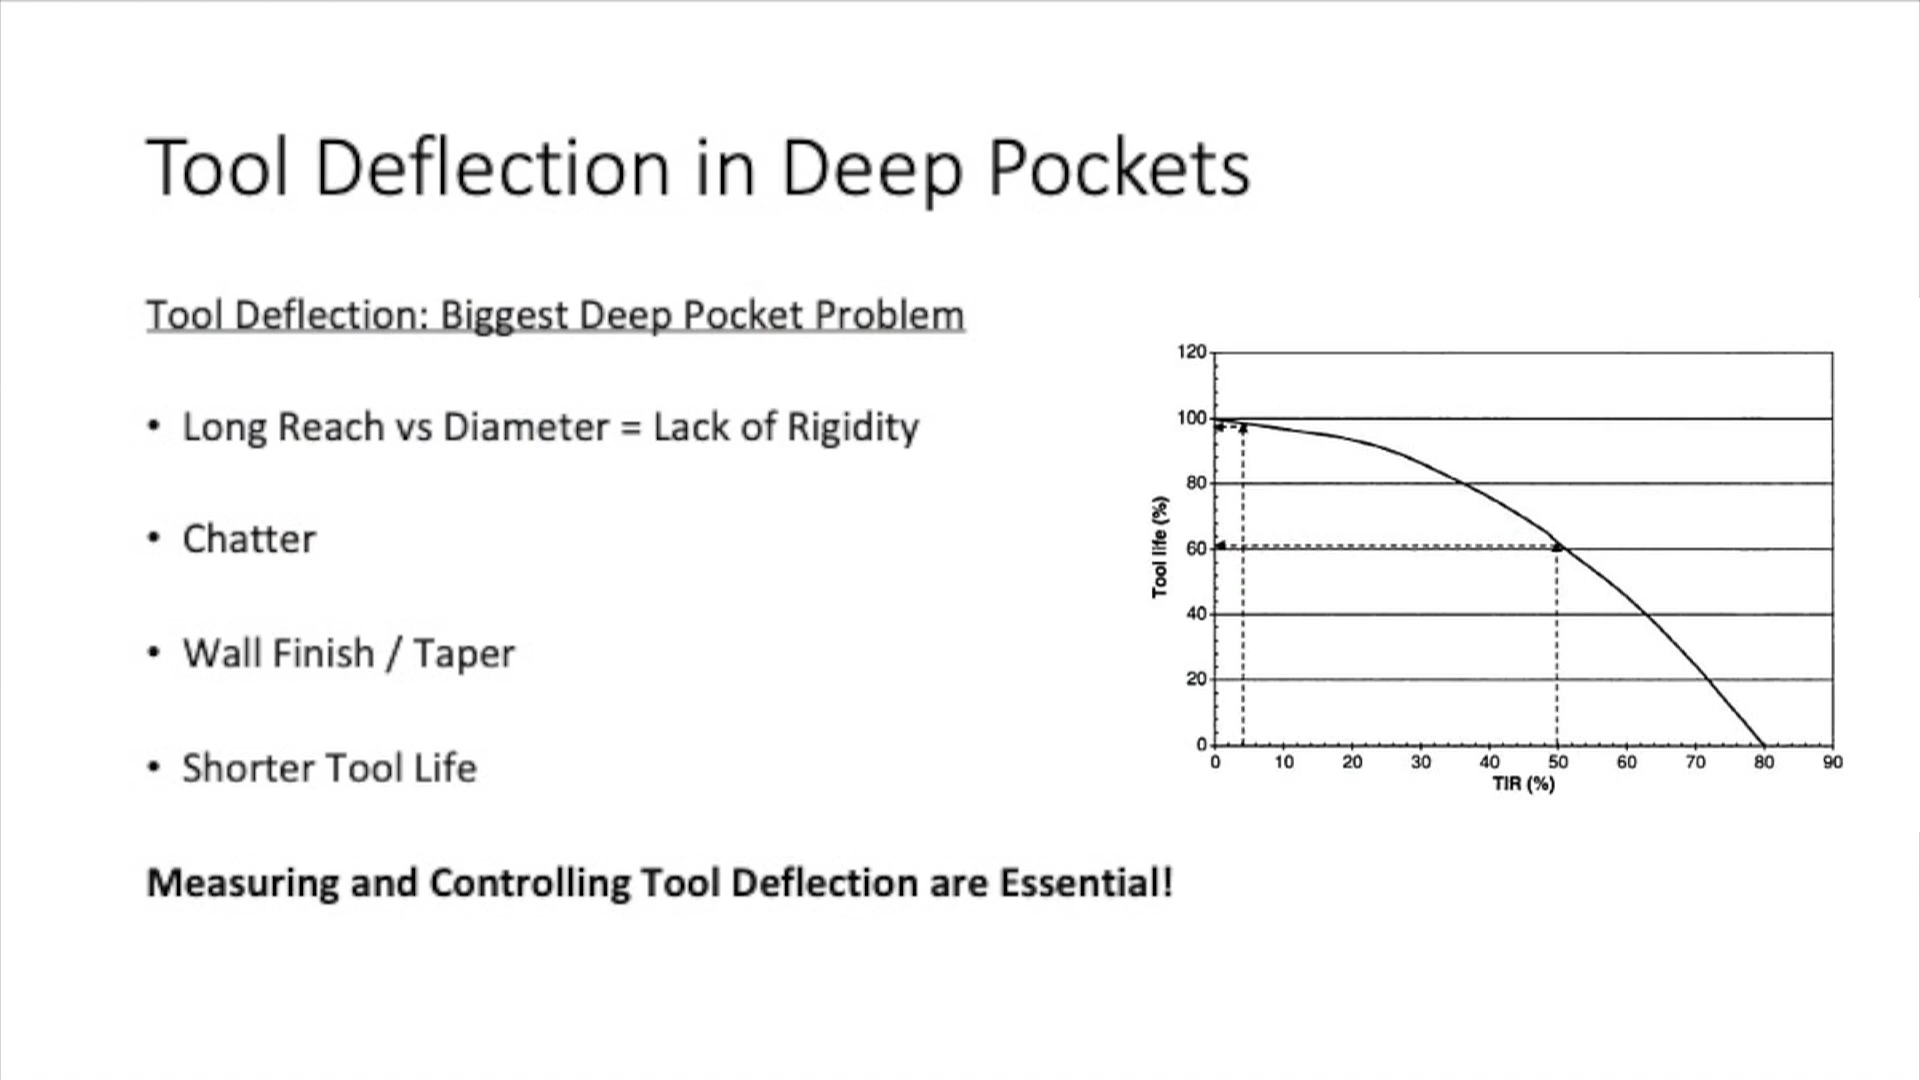 Tool Deflection in Deep Pockets
Tool Deflection: Biggest Deep Pocket Problem
• Long Reach vs Diameter = Lack of Rigidity
• Chatter
• Wall Finish / Taper
• Shorter Tool Life
Measuring and Controlling Tool Deflection are Essential!
Tool life (%)
120
100
80
60
40
20
0
0 10 20 30 40 50 60 70 80 90
TIR (%)